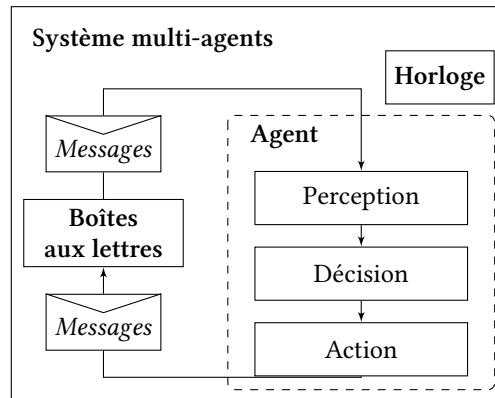 Système multi-agents
Horloge
Messages
Agent
Perception
Boîtes
aux lettres
Décision
Messages
Action